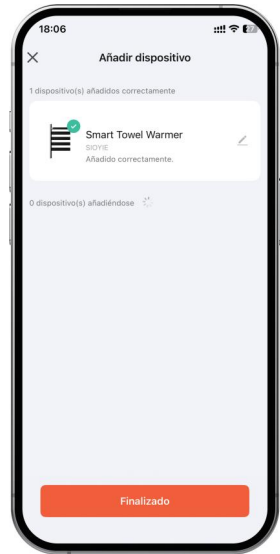 18:06
Añadir dispositivo
1 dispositivo(s) añadidos correctamente
Smart Towel Warmer
SIOYIE
Añadido correctamente.
0 dispositivo(s) añadiéndose
Finalizado